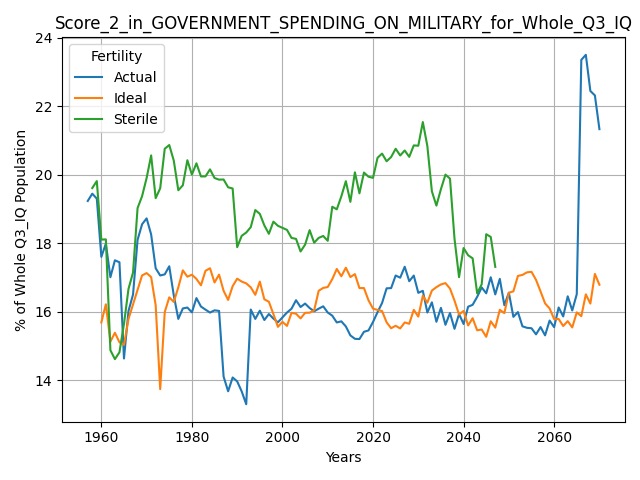 Score_2_in_GOVERNMENT_SPENDING_ON_MILITARY_for_Whole_Q3_IQ
Fertility
Actual
Ideal
Sterile
% of Whole Q3_IQ Population
24
22
20
18
16
14
1960
1980
2000
2020
2040
2060
Years